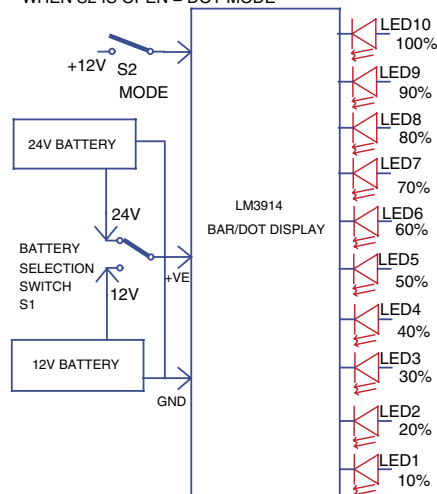 WHEN S2 IS OPEN = DOT MODE
+12V
S2
MODE
24V BATTERY
24V
BATTERY
SELECTION
SWITCH
S1
12V
+VE
12V BATTERY
GND
LM3914
BAR/DOT DISPLAY
LED10
100%
LED9
90%
LED8
80%
LED7
70%
LED6
60%
LED5
50%
LED4
40%
LED3
30%
LED2
20%
LED1
10%